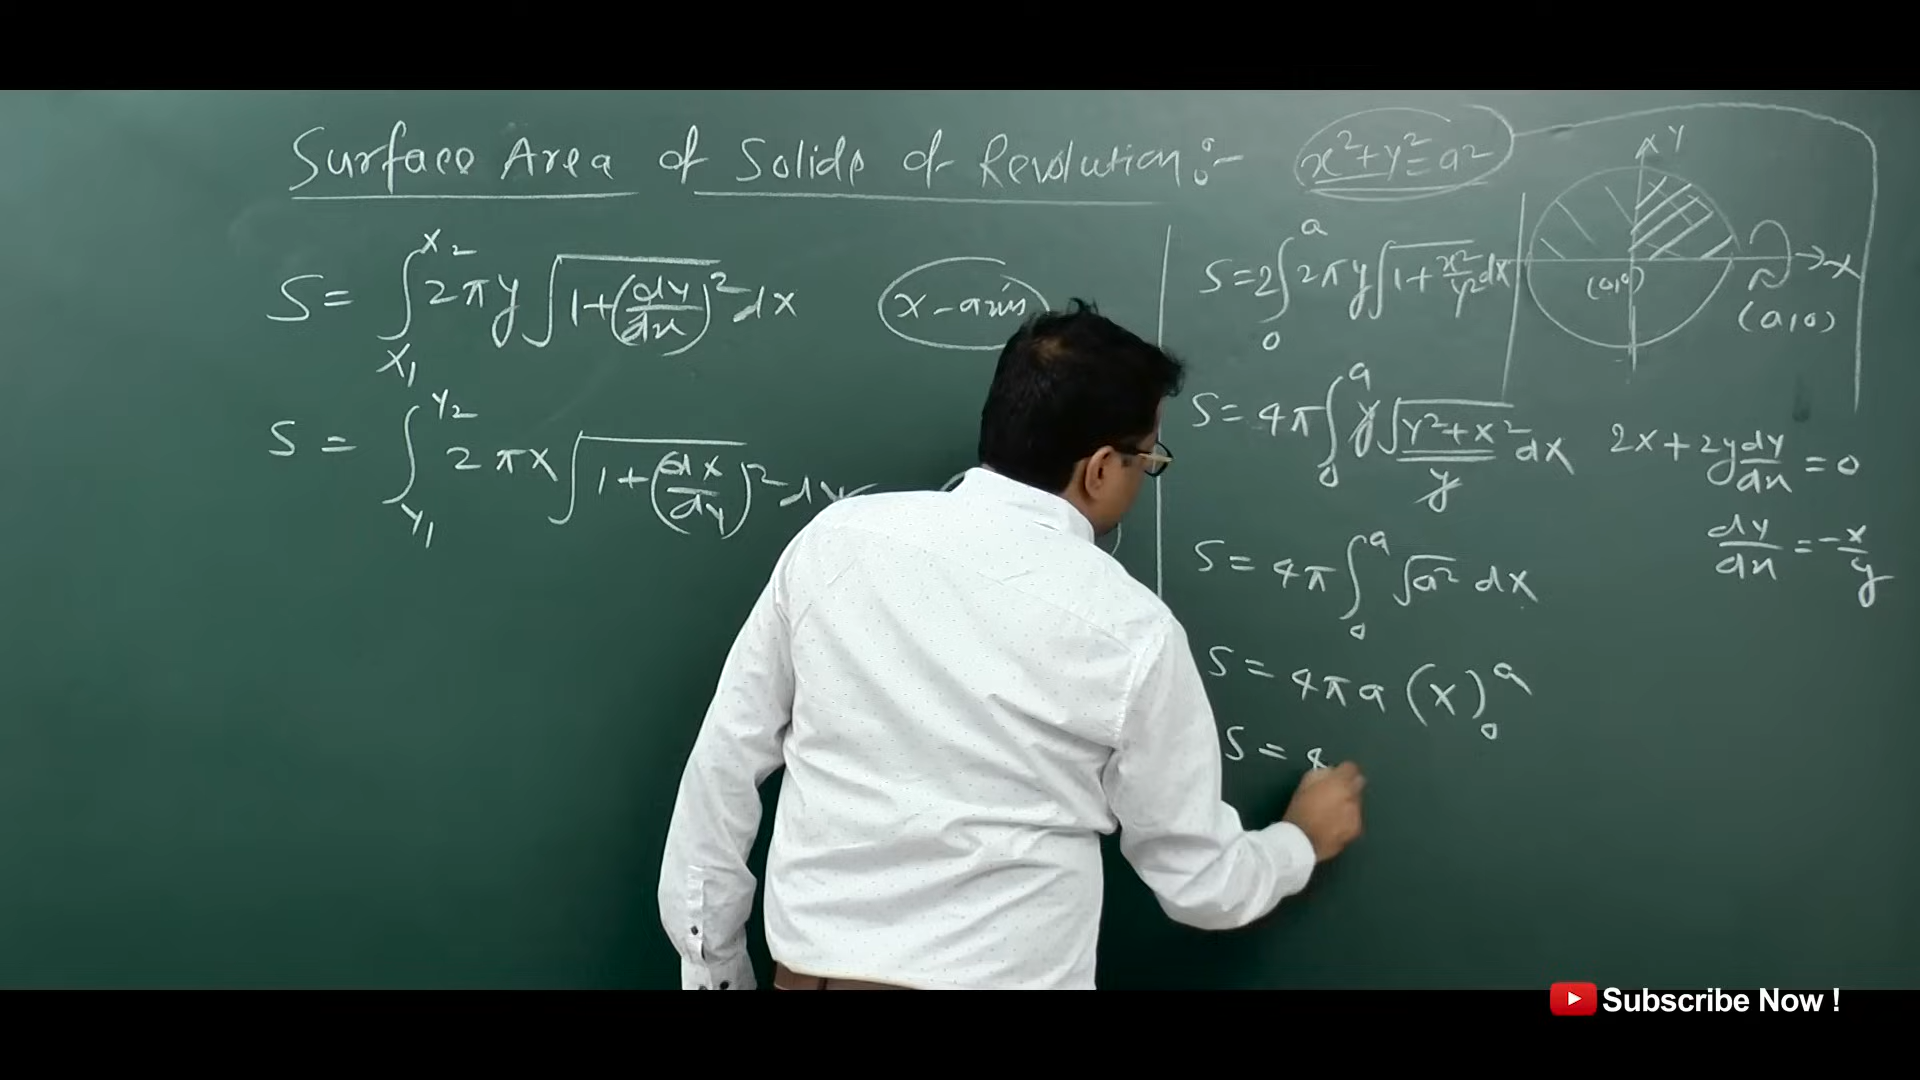 Surface Area of Solids of Revolution:-
S = ∫_{x₁}^{x₂} 2πy √(1+(dy/dx)²) dx
x-axis
S = ∫_{y₁}^{y₂} 2πx √(1+(dx/dy)²) dy
x²+y²=a²
S=2∫_0^a 2πy √(1+x²/y²) dx
S=4π∫_0^a y √(y²+x²)/y dx
S=4π∫_0^a √a² dx
S=4πa (x)_0^a
S=4
Y
X
(0,0)
(a,0)
2x+2y dy/dx=0
dy/dx=-x/y
Subscribe Now !